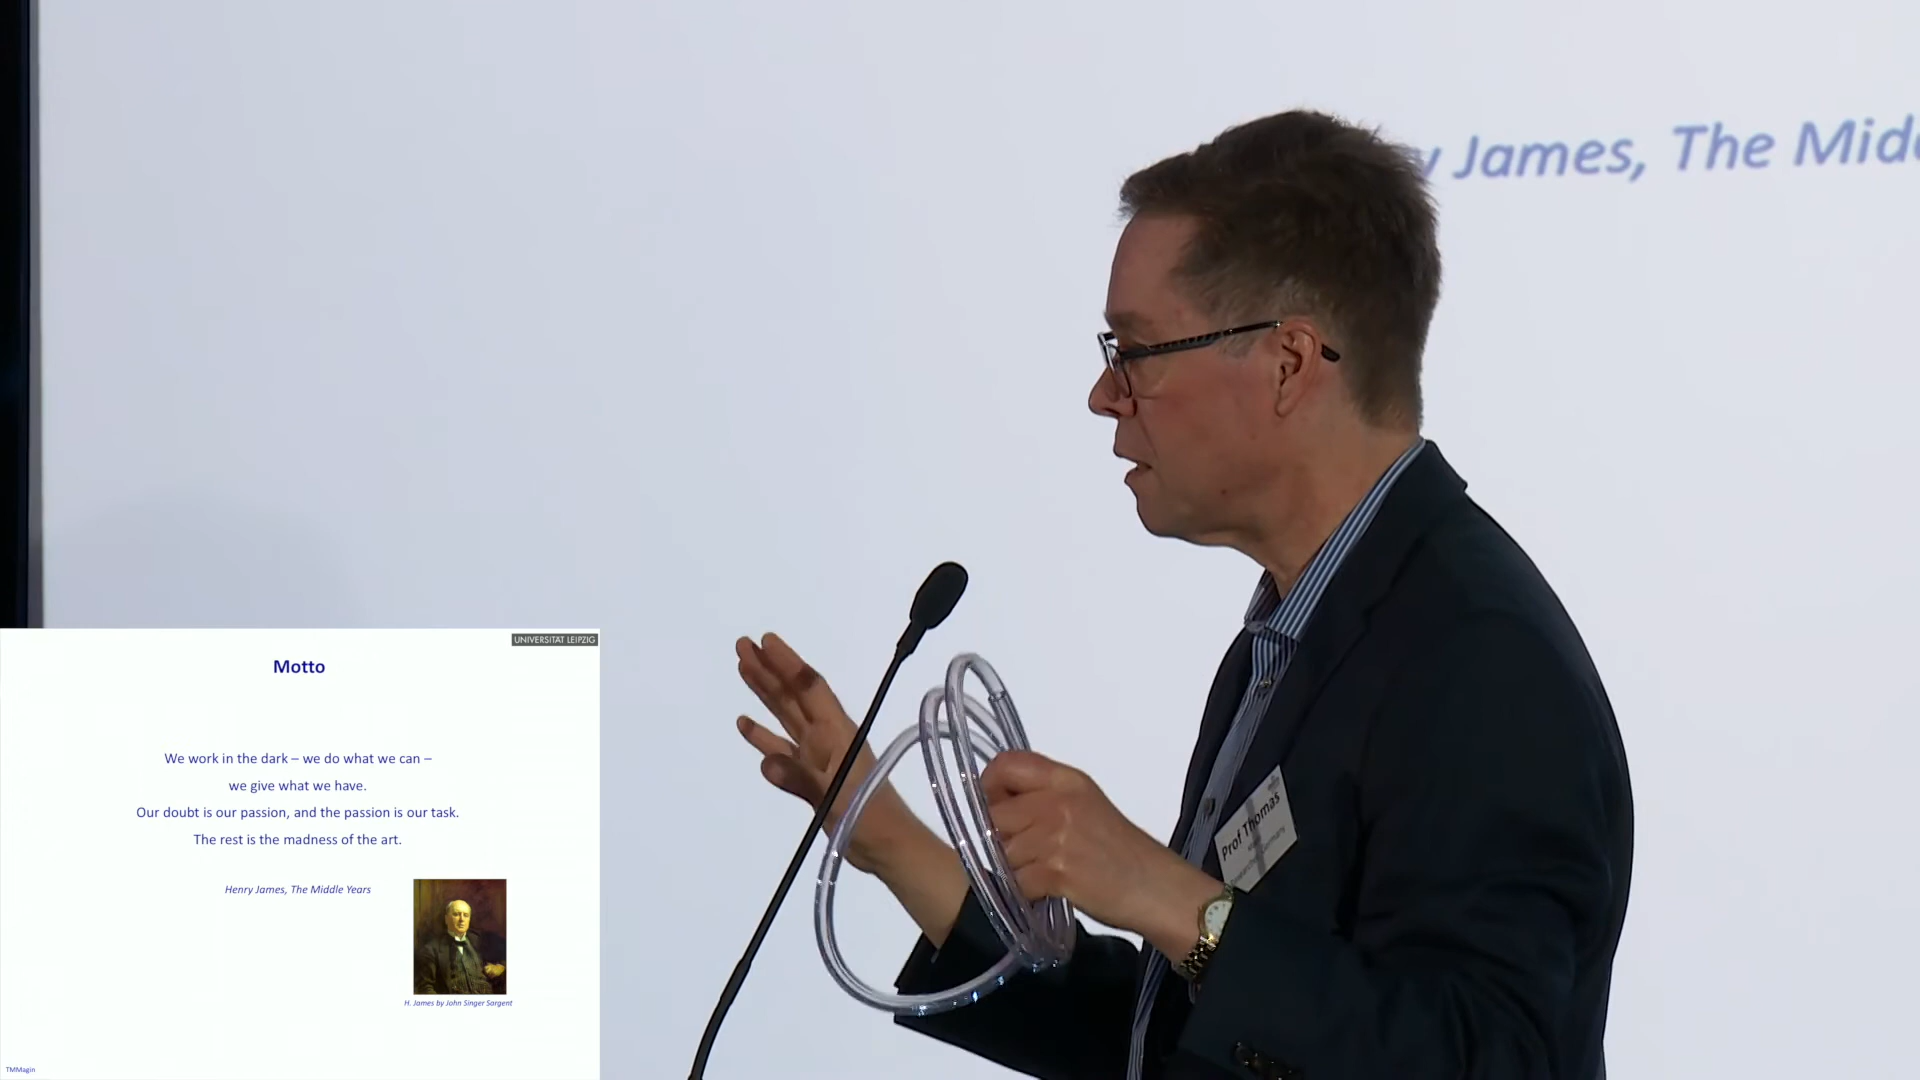 y James, The Midd
UNIVERSITÄT LEIPZIG
Motto
We work in the dark – we do what we can –
we give what we have.
Our doubt is our passion, and the passion is our task.
The rest is the madness of the art.
Henry James, The Middle Years
H. James by John Singer Sargent
TMMagin
Prof Thomas
Germany